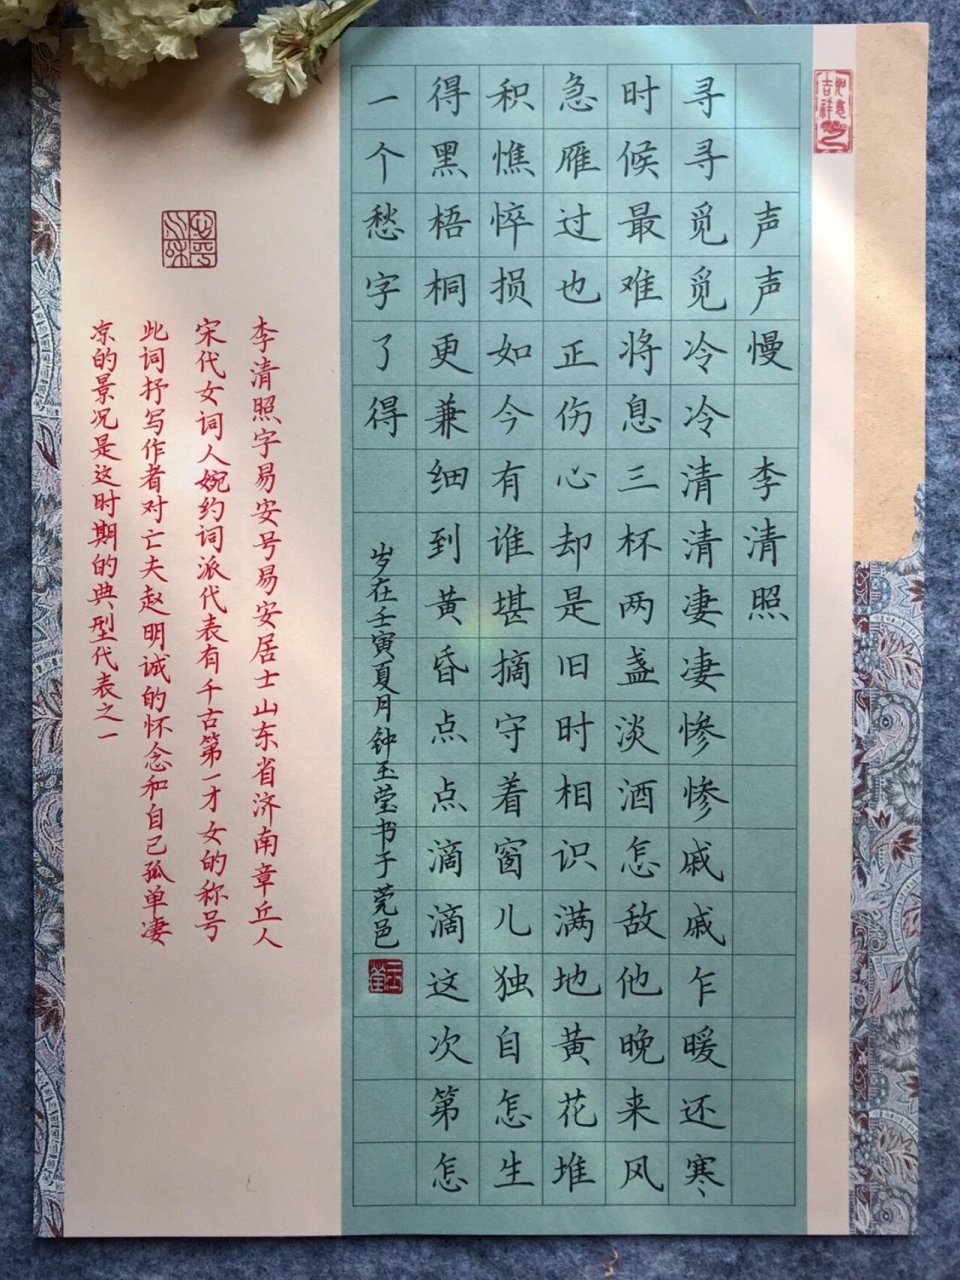 如意吉祥
声声慢 李清照
寻寻觅觅冷冷清清凄凄惨惨戚戚乍暖还寒
时候最难将息三杯两盏淡酒怎敌他晚来风
急雁过也正伤心却是旧时相识满地黄花堆
积憔悴损如今有谁堪摘守着窗儿独自怎生
得黑梧桐更兼细到黄昏点点滴滴这次第怎
一个愁字了得
岁在壬寅夏月钟玉莹书于莞邑
李清照字易安号易安居士山东省济南章丘人
宋代女词人婉约词派代表有千古第一才女的称号
此词抒写作者对亡夫赵明诚的怀念和自己孤单凄
凉的景况是这时期的典型代表之一